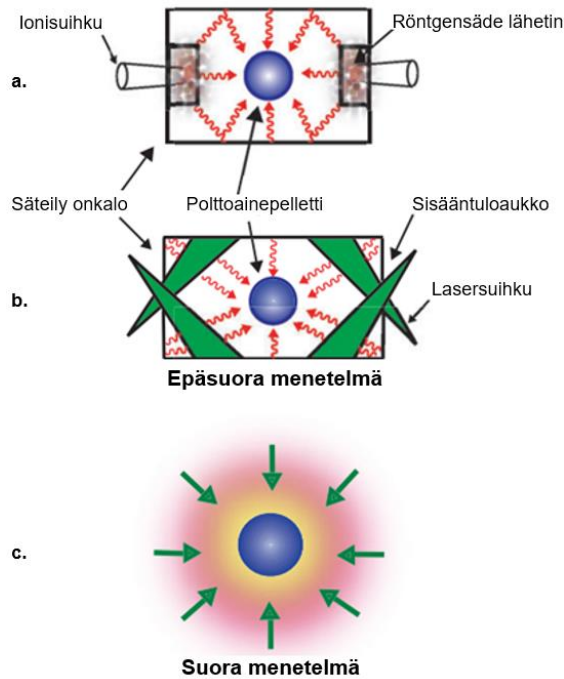 Ionisuihku
Röntgensäde lähetin
a.
Säteily onkalo
Polttoainepelletti
Sisääntuloaukko
b.
Lasersuihku
Epäsuora menetelmä
c.
Suora menetelmä